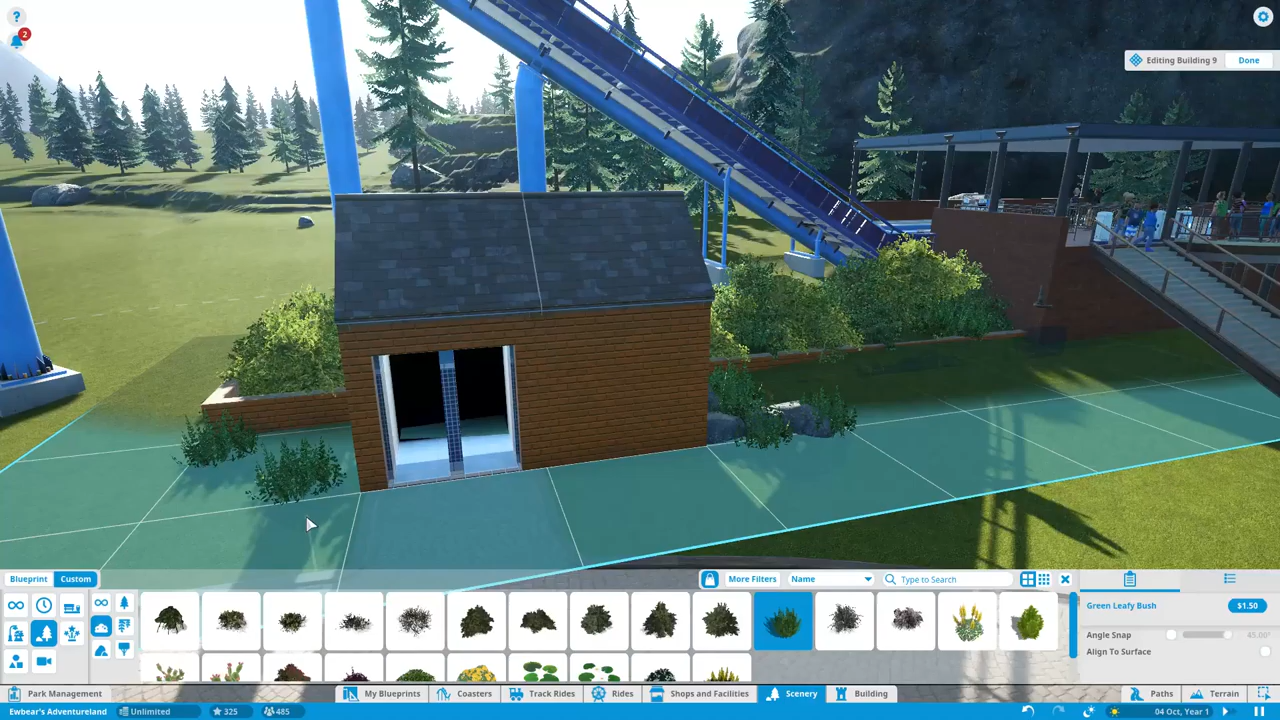 ?
2
Editing Building 9 Done
Blueprint Custom More Filters Name Type to Search
Green Leafy Bush $1.50
Angle Snap 45.00°
Align To Surface
Park Management My Blueprints Coasters Track Rides Rides Shops and Facilities Scenery Building Paths Terrain
Ewbear's Adventureland Unlimited 325 485 04 Oct, Year 1